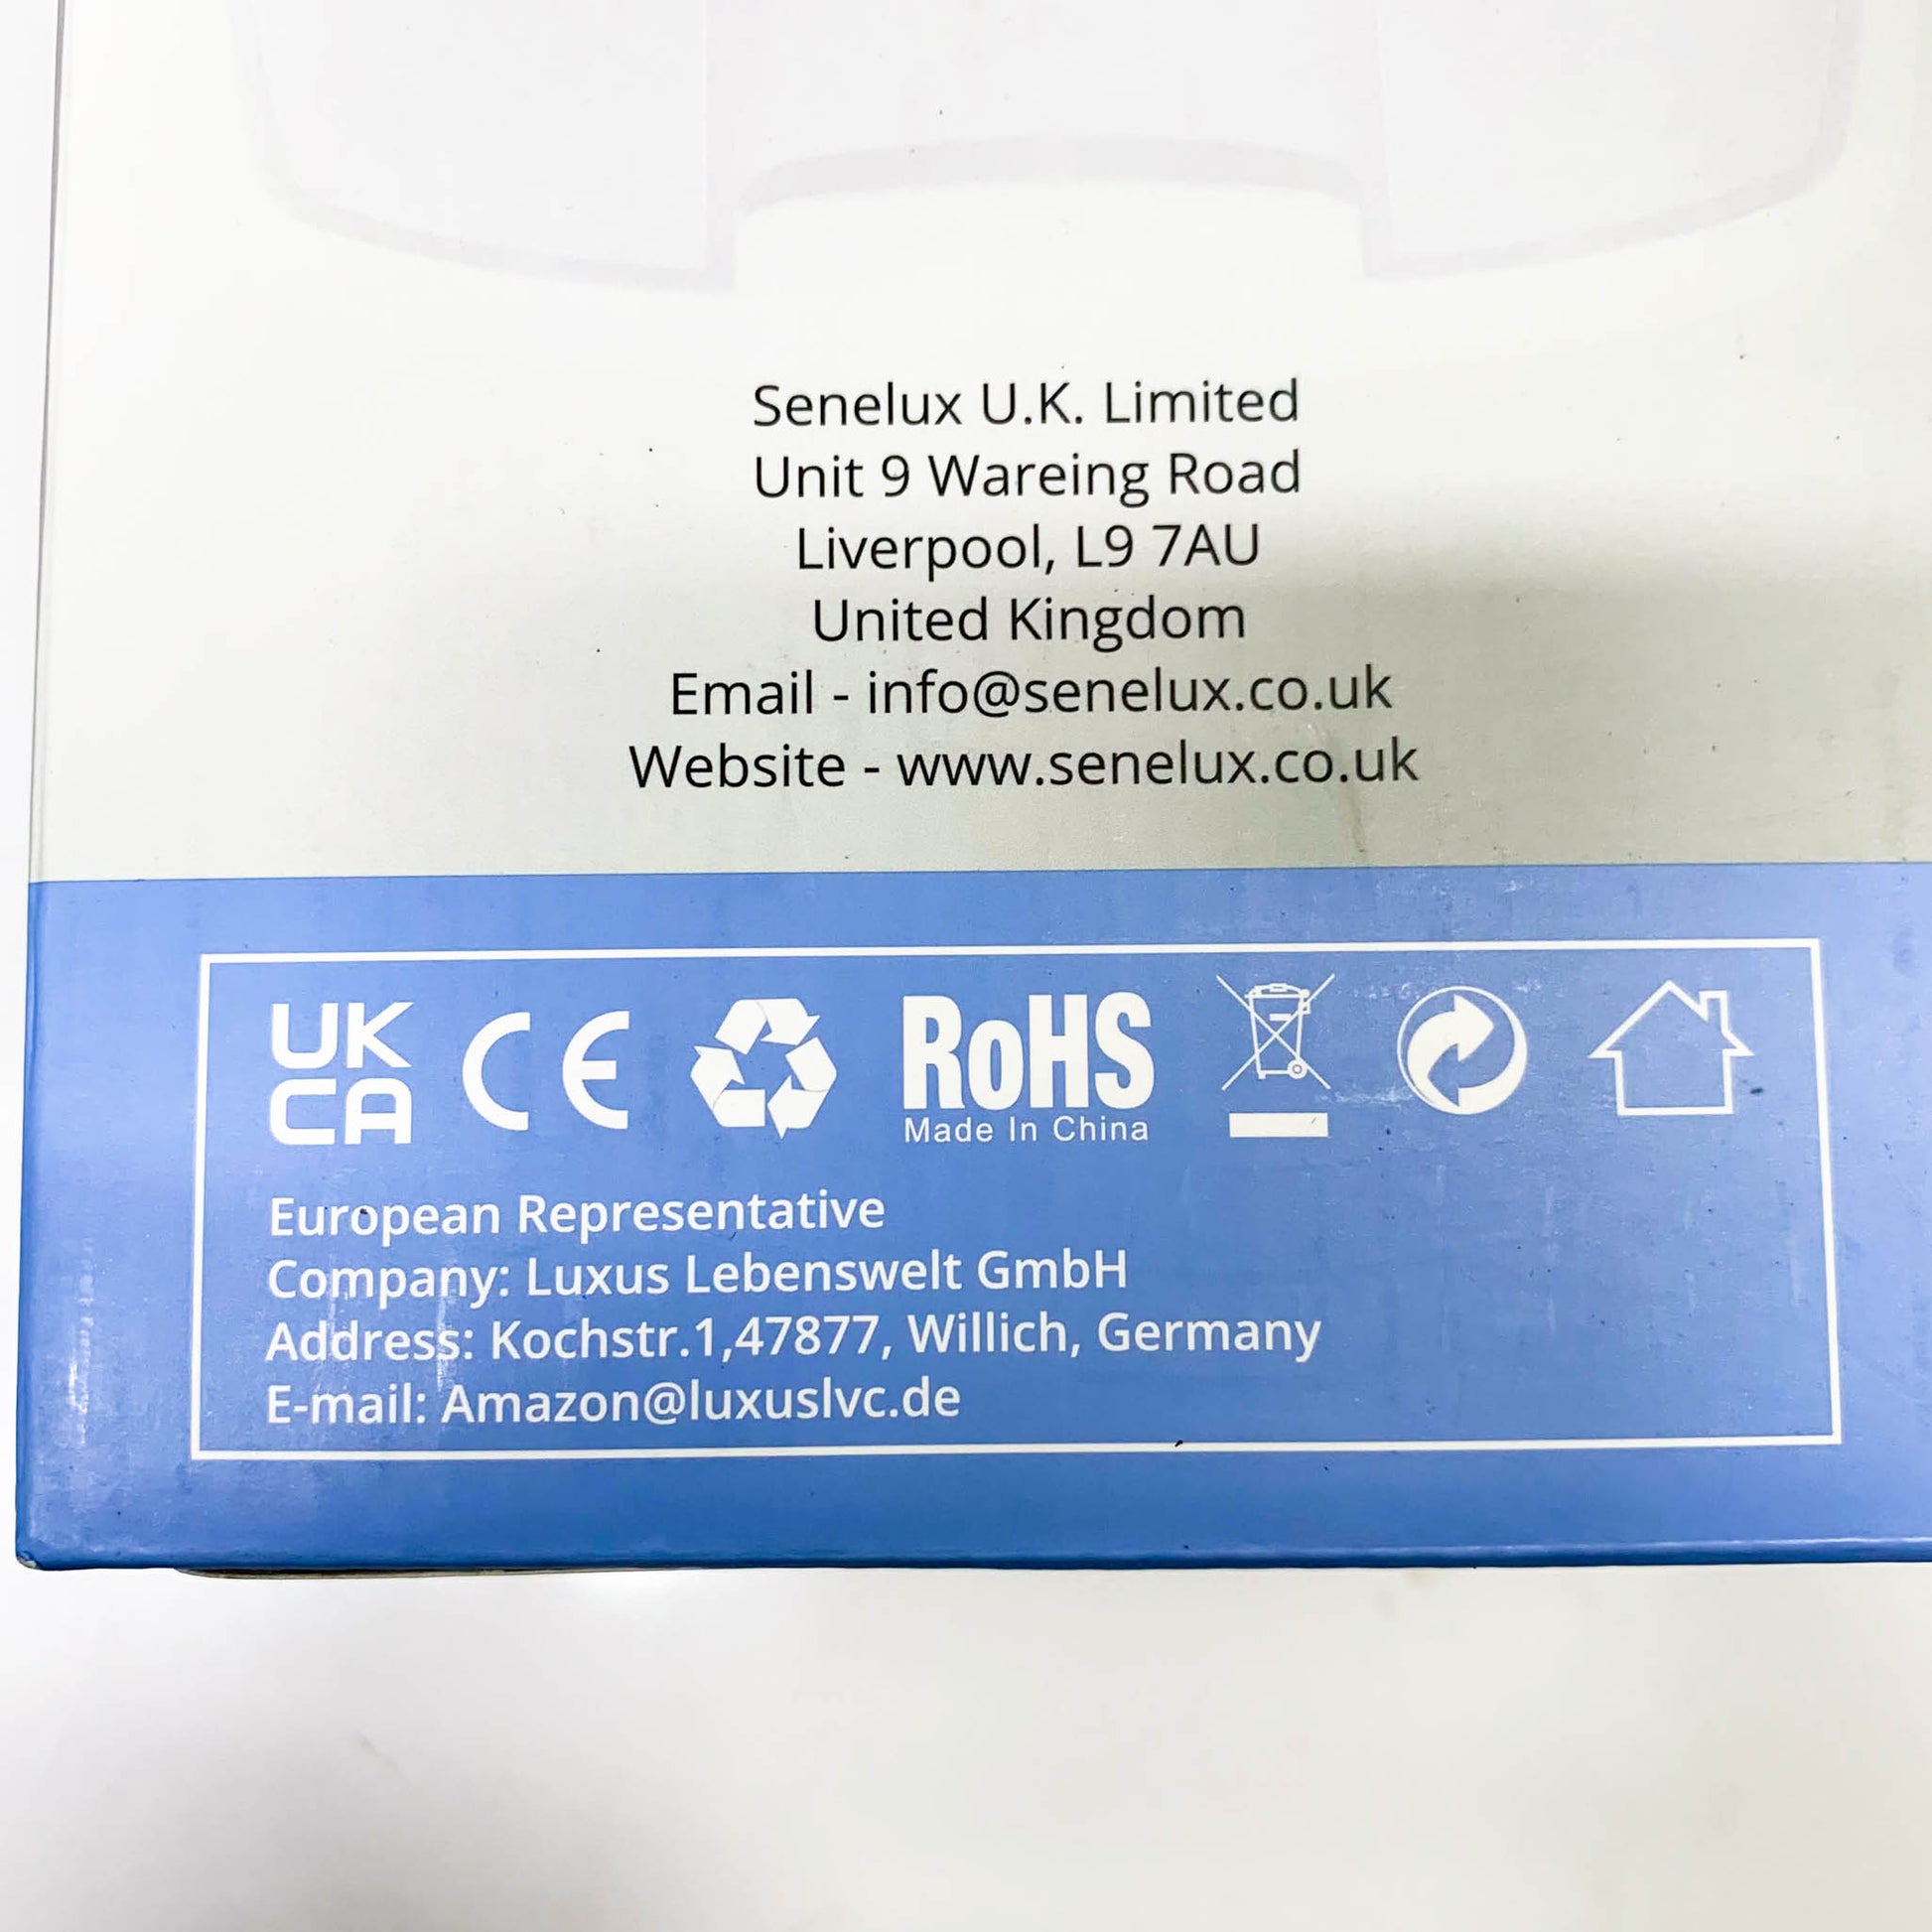 Senelux U.K. Limited
Unit 9 Wareing Road
Liverpool, L9 7AU
United Kingdom
Email - info@senelux.co.uk
Website - www.senelux.co.uk
UK
CA
CE
RoHS
Made In China
European Representative
Company: Luxus Lebenswelt GmbH
Address: Kochstr.1,47877, Willich, Germany
E-mail: Amazon@luxuslvc.de